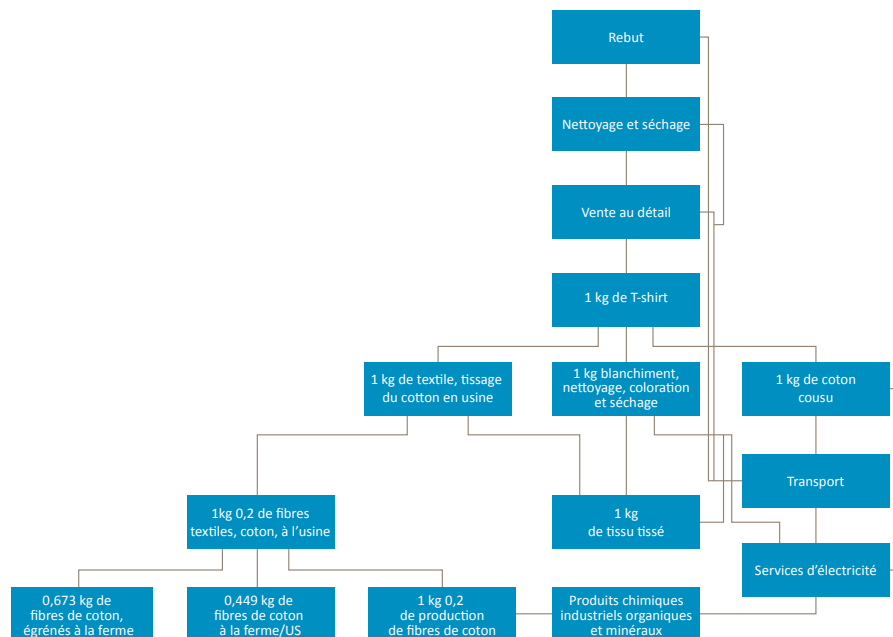 Rebut
Nettoyage et séchage
Vente au détail
1 kg de T-shirt
1 kg de textile, tissage
du cotton en usine
1 kg blanchiment,
nettoyage, coloration
et séchage
1 kg de coton
cousu
Transport
1kg 0,2 de fibres
textiles, coton, à l’usine
1 kg
de tissu tissé
Services d’électricité
0,673 kg de
fibres de coton,
égrénés à la ferme
0,449 kg de
fibres de coton
à la ferme/US
1 kg 0,2
de production
de fibres de coton
Produits chimiques
industriels organiques
et minéraux